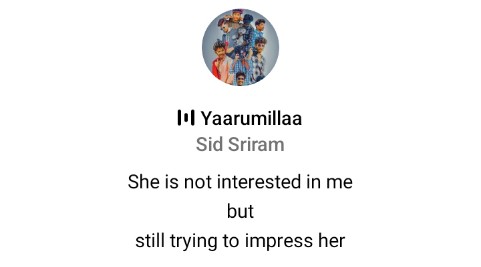 Yaarumillaa
Sid Sriram
She is not interested in me
but
still trying to impress her